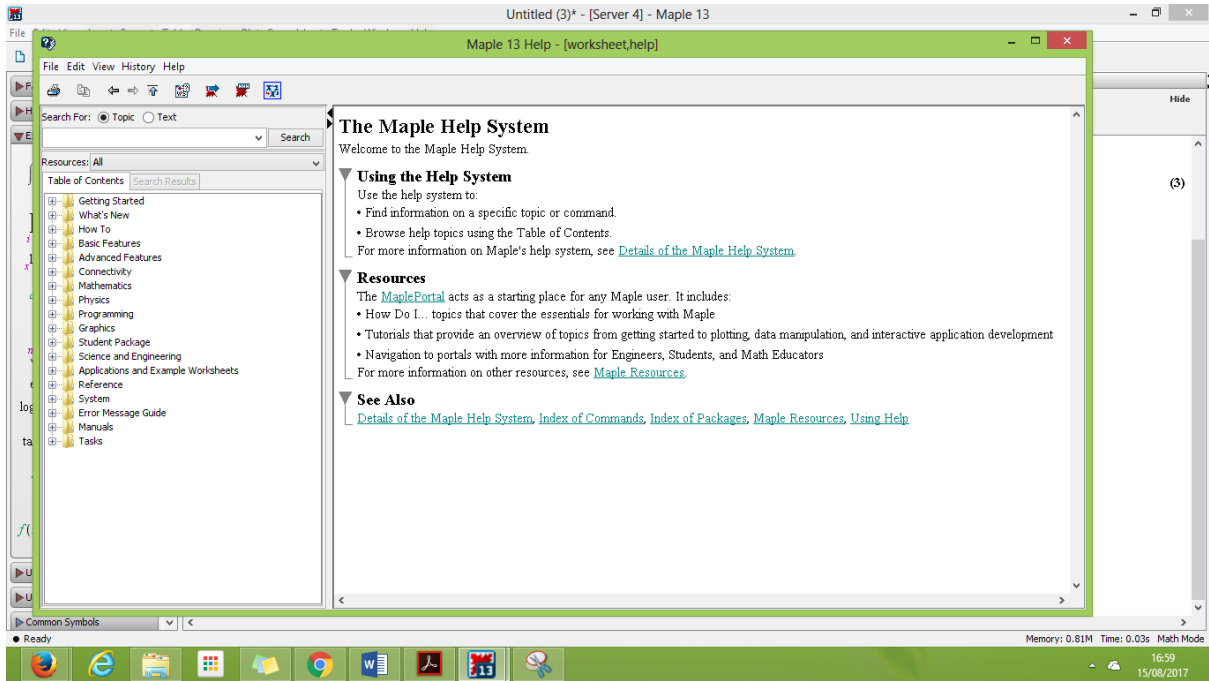 Untitled (3)* - [Server 4] - Maple 13
File
Maple 13 Help - [worksheet,help]
File Edit View History Help
Hide
Search For: Topic Text
Search
Resources: All
Table of Contents Search Results
Getting Started
What's New
How To
Basic Features
Advanced Features
Connectivity
Mathematics
Physics
Programming
Graphics
Student Package
Science and Engineering
Applications and Example Worksheets
Reference
System
Error Message Guide
Manuals
Tasks
The Maple Help System
Welcome to the Maple Help System.
Using the Help System
Use the help system to:
• Find information on a specific topic or command.
• Browse help topics using the Table of Contents.
For more information on Maple's help system, see Details of the Maple Help System.
Resources
The MaplePortal acts as a starting place for any Maple user. It includes:
• How Do I... topics that cover the essentials for working with Maple
• Tutorials that provide an overview of topics from getting started to plotting, data manipulation, and interactive application development
• Navigation to portals with more information for Engineers, Students, and Math Educators
For more information on other resources, see Maple Resources.
See Also
Details of the Maple Help System, Index of Commands, Index of Packages, Maple Resources, Using Help
(3)
log
ta
f(
Common Symbols
Ready
Memory: 0.81M Time: 0.03s Math Mode
13
16:59
15/08/2017